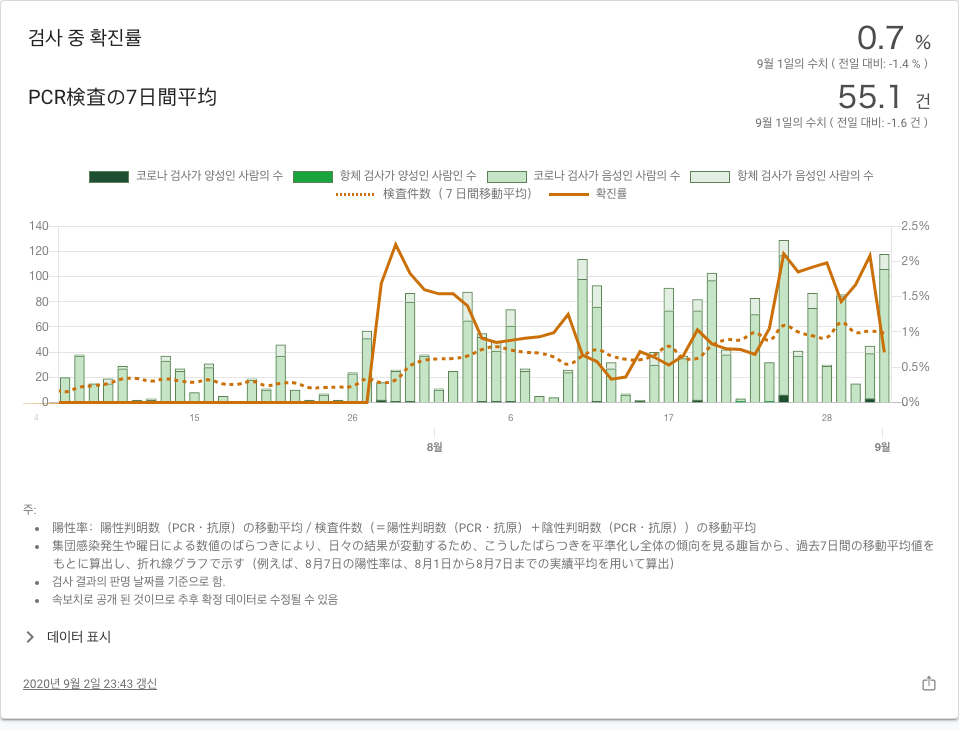 검사 중 확진률
0.7 %
9월 1일의 수치 ( 전일 대비: -1.4 % )
PCR検査の7日間平均
55.1 건
9월 1일의 수치 ( 전일 대비: -1.6 건 )
코로나 검사가 양성인 사람의 수 항체 검사가 양성인 사람인 수 코로나 검사가 음성인 사람의 수 항체 검사가 음성인 사람의 수
検査件数（７日間移動平均） 확진률
140 2.5%
120 2%
100
80 1.5%
60 1%
40 0.5%
20
0 0%
4 15 26 6 17 28
8월 9월
주:
陽性率：陽性判明数（PCR・抗原）の移動平均 / 検査件数（＝陽性判明数（PCR・抗原）＋陰性判明数（PCR・抗原））の移動平均
集団感染発生や曜日による数値のばらつきにより、日々の結果が変動するため、こうしたばらつきを平準化し全体の傾向を見る趣旨から、過去7日間の移動平均値を
もとに算出し、折れ線グラフで示す（例えば、8月7日の陽性率は、8月1日から8月7日までの実績平均を用いて算出）
검사 결과의 판명 날짜를 기준으로 함.
속보치로 공개 된 것이므로 추후 확정 데이터로 수정될 수 있음
데이터 표시
2020년 9월 2일 23:43 갱신